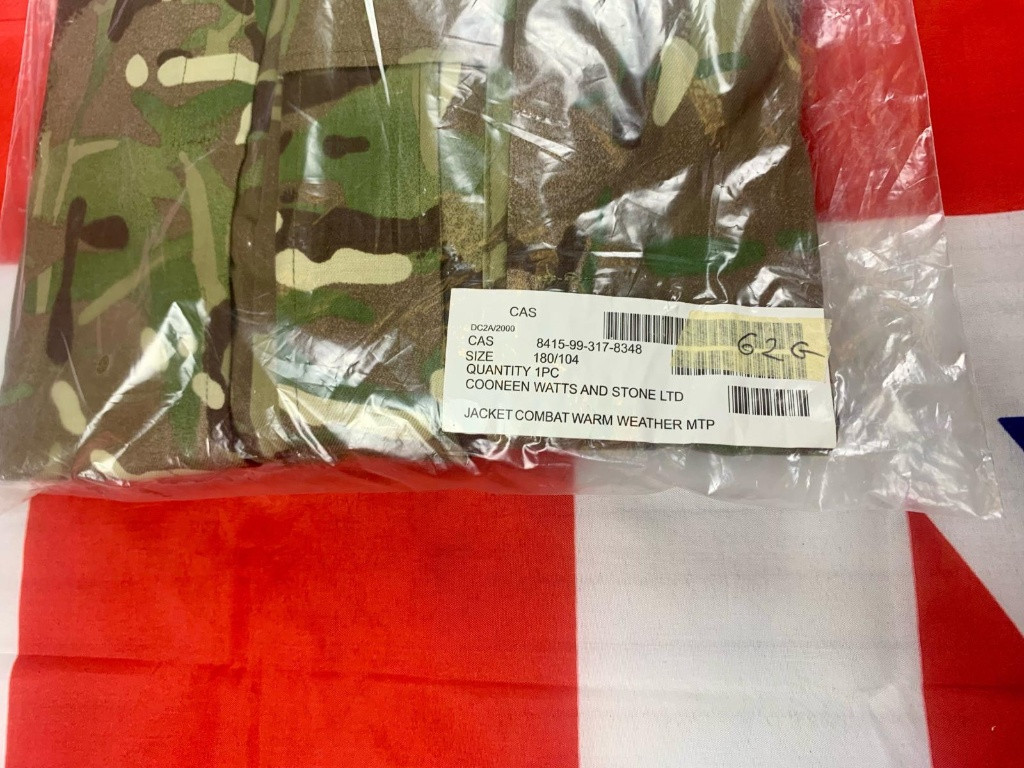 CAS
DC2A/2000
CAS 8415-99-317-8348
SIZE 180/104
QUANTITY 1PC
COONEEN WATTS AND STONE LTD
JACKET COMBAT WARM WEATHER MTP
62G